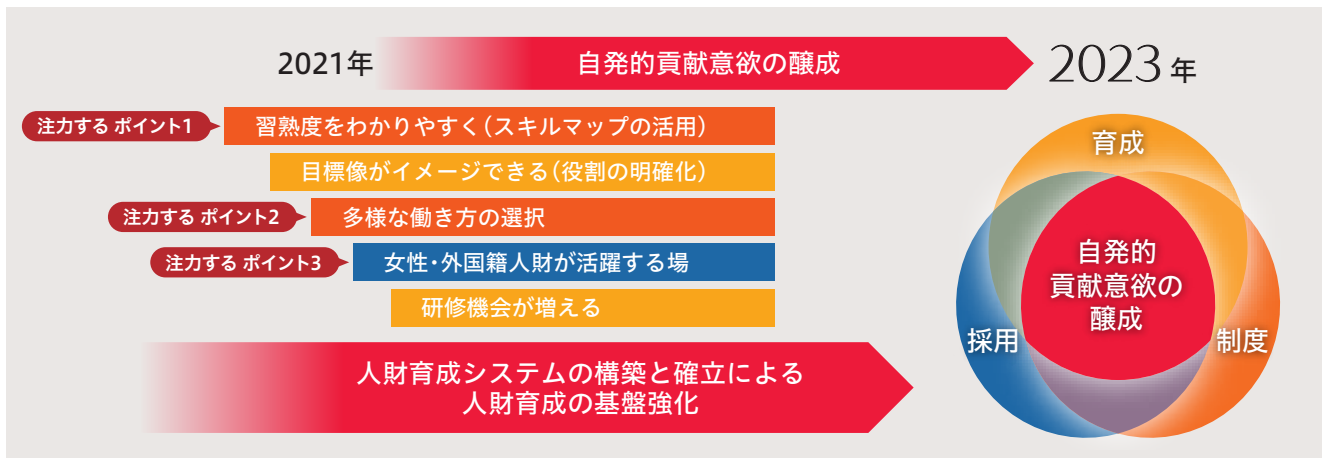 2021年
自発的貢献意欲の醸成
2023年
注力する ポイント1
習熟度をわかりやすく（スキルマップの活用）
目標像がイメージできる（役割の明確化）
注力する ポイント2
多様な働き方の選択
注力する ポイント3
女性・外国籍人財が活躍する場
研修機会が増える
人財育成システムの構築と確立による
人財育成の基盤強化
育成
自発的
貢献意欲の
醸成
採用
制度